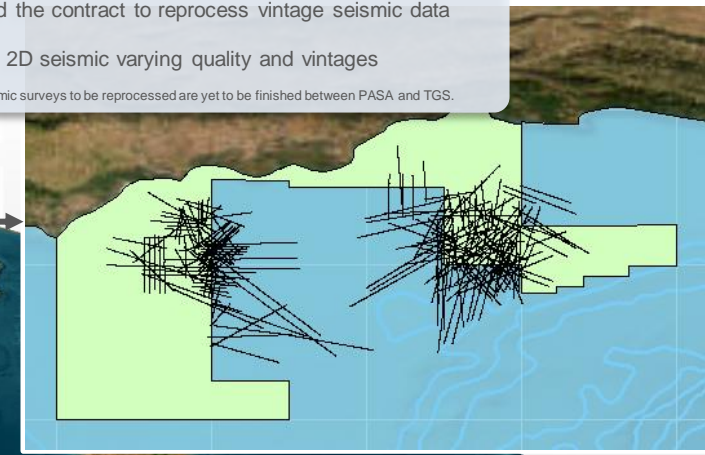 the contract to reprocess vintage seismic data
2D seismic varying quality and vintages
surveys to be reprocessed are yet to be finished between PASA and TGS.